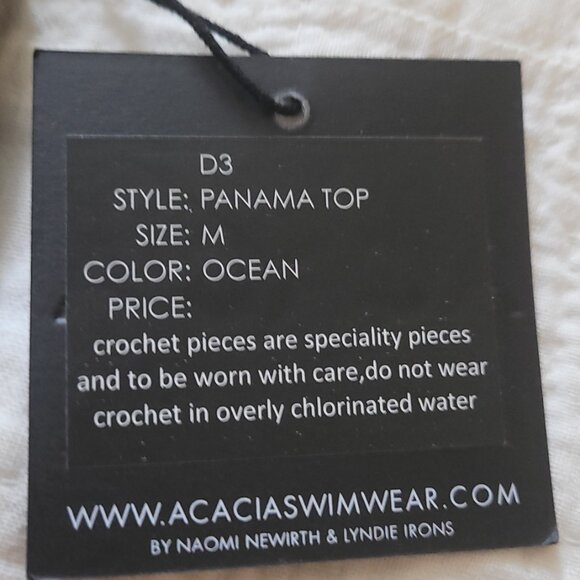 D3
STYLE: PANAMA TOP
SIZE: M
COLOR: OCEAN
PRICE:
crochet pieces are speciality pieces
and to be worn with care,do not wear
crochet in overly chlorinated water
WWW.ACACIASWIMWEAR.COM
BY NAOMI NEWIRTH & LYNDIE IRONS